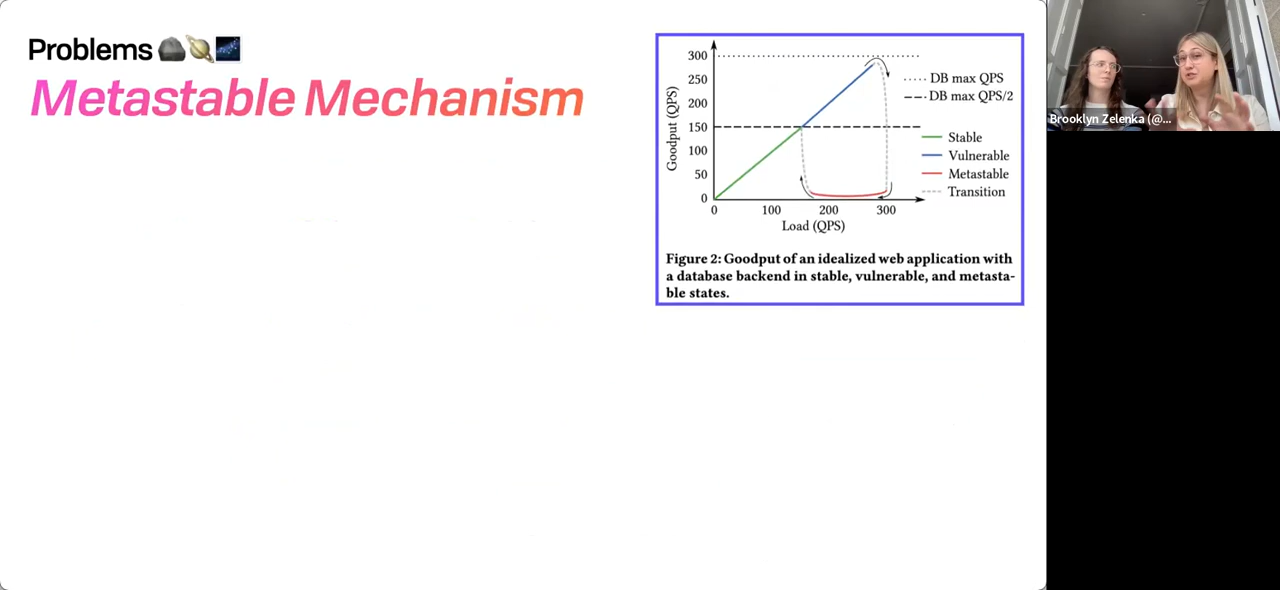 Problems 🪨🪐🌌
Metastable Mechanism
300
250
200
150
100
50
0
Goodput (QPS)
0 100 200 300
Load (QPS)
DB max QPS
DB max QPS/2
Stable
Vulnerable
Metastable
Transition
Figure 2: Goodput of an idealized web application with
a database backend in stable, vulnerable, and metasta-
ble states.
Brooklyn Zelenka (@...